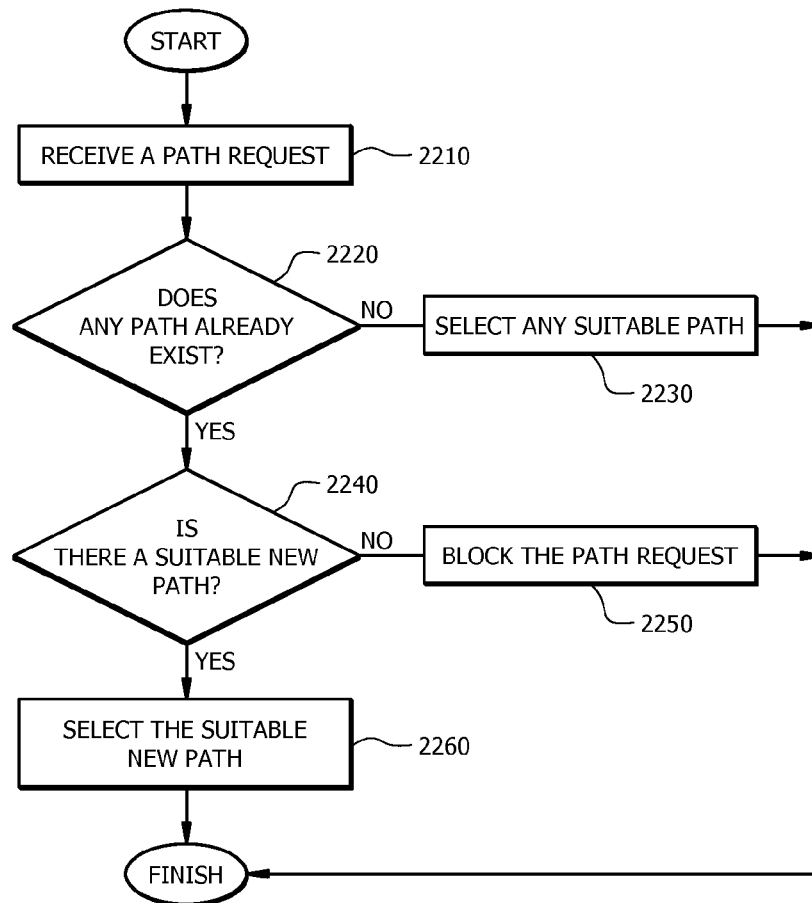 START
RECEIVE A PATH REQUEST
2210
2220
DOES
ANY PATH ALREADY
EXIST?
NO
SELECT ANY SUITABLE PATH
2230
YES
2240
IS
THERE A SUITABLE NEW
PATH?
NO
BLOCK THE PATH REQUEST
2250
YES
SELECT THE SUITABLE
NEW PATH
2260
FINISH